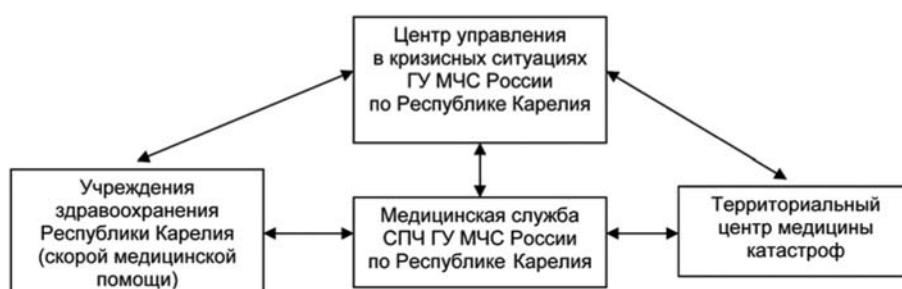 Центр управления
в кризисных ситуациях
ГУ МЧС России
по Республике Карелия
Учреждения
здравоохранения
Республики Карелия
(скорой медицинской
помощи)
Медицинская служба
СПЧ ГУ МЧС России
по Республике Карелия
Территориальный
центр медицины
катастроф